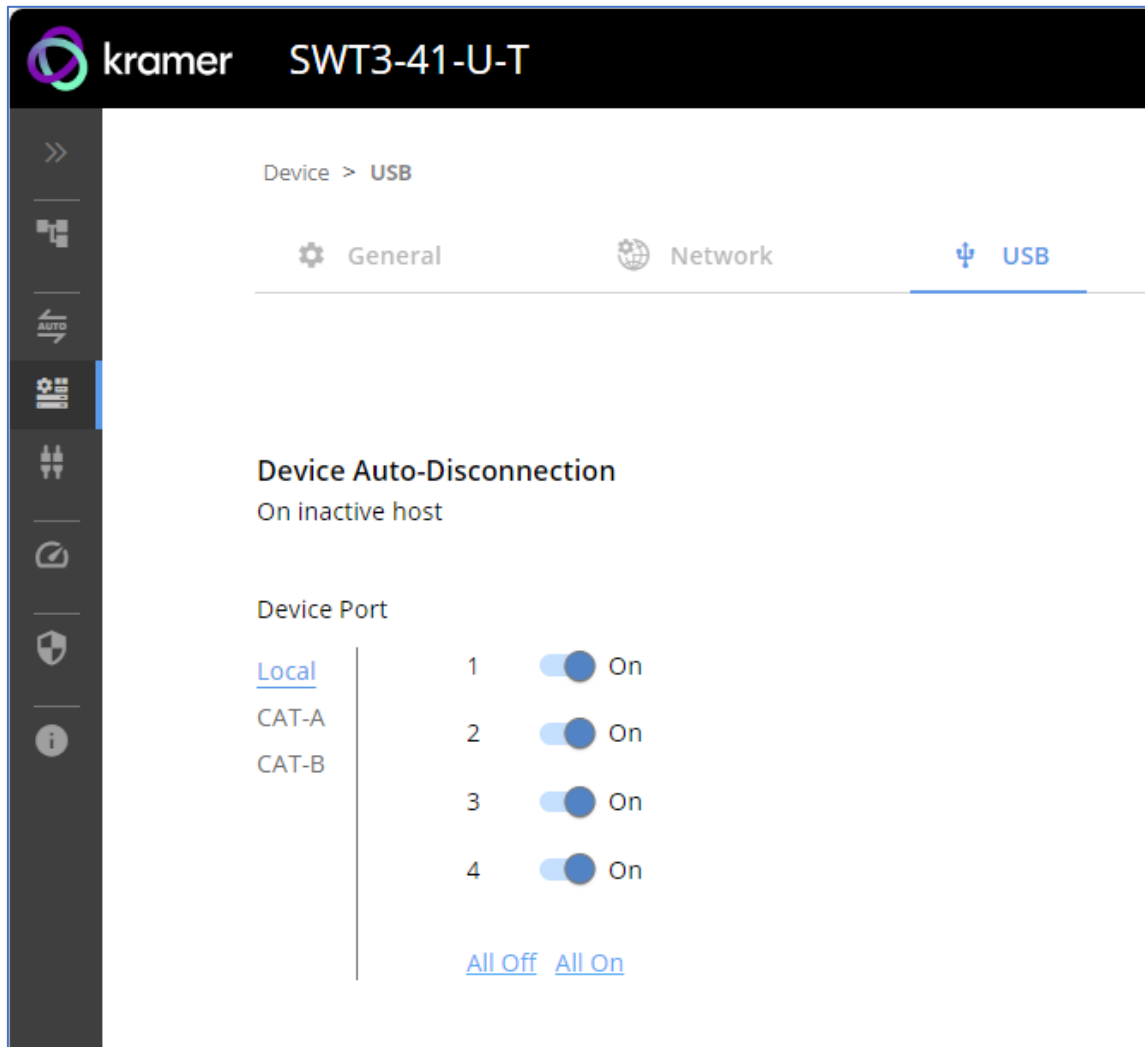 kramer SWT3-41-U-T
Device > USB
General Network USB
AUTO
Device Auto-Disconnection
On inactive host
Device Port
Local
CAT-A
CAT-B
1 On
2 On
3 On
4 On
All Off All On